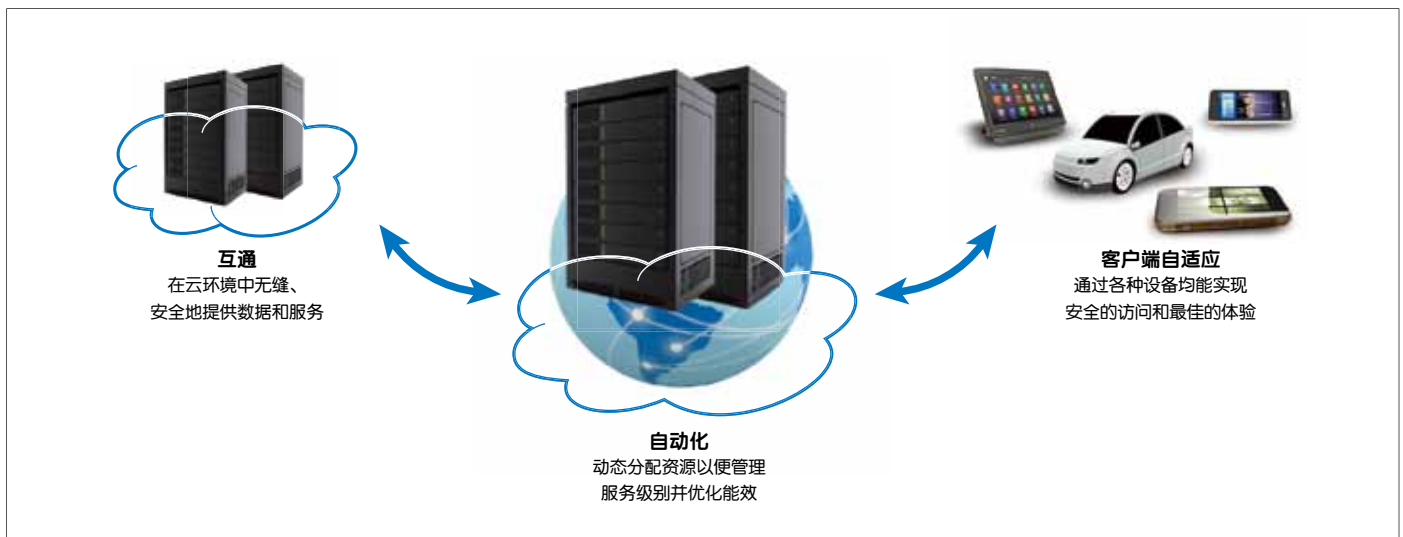 互通
在云环境中无缝、
安全地提供数据和服务
自动化
动态分配资源以便管理
服务级别并优化能效
客户端自适应
通过各种设备均能实现
安全的访问和最佳的体验